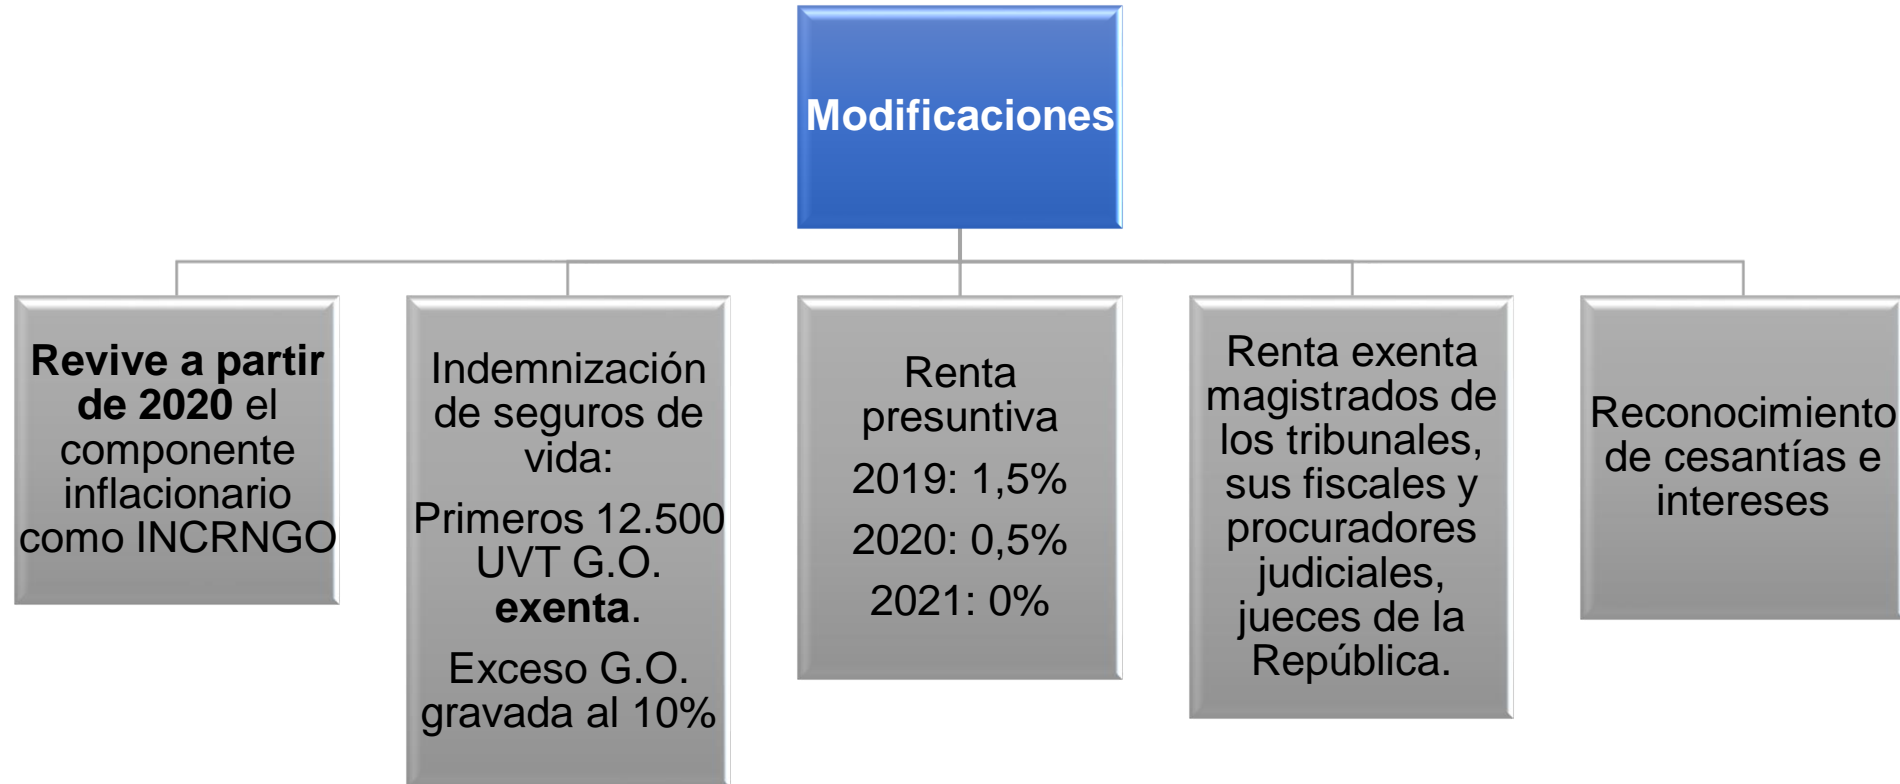 Modificaciones
Revive a partir
de 2020 el
componente
inflacionario
como INCRNGO
Indemnización
de seguros de
vida:
Primeros 12.500
UVT G.O.
exenta.
Exceso G.O.
gravada al 10%
Renta
presuntiva
2019: 1,5%
2020: 0,5%
2021: 0%
Renta exenta
magistrados de
los tribunales,
sus fiscales y
procuradores
judiciales,
jueces de la
República.
Reconocimiento
de cesantías e
intereses